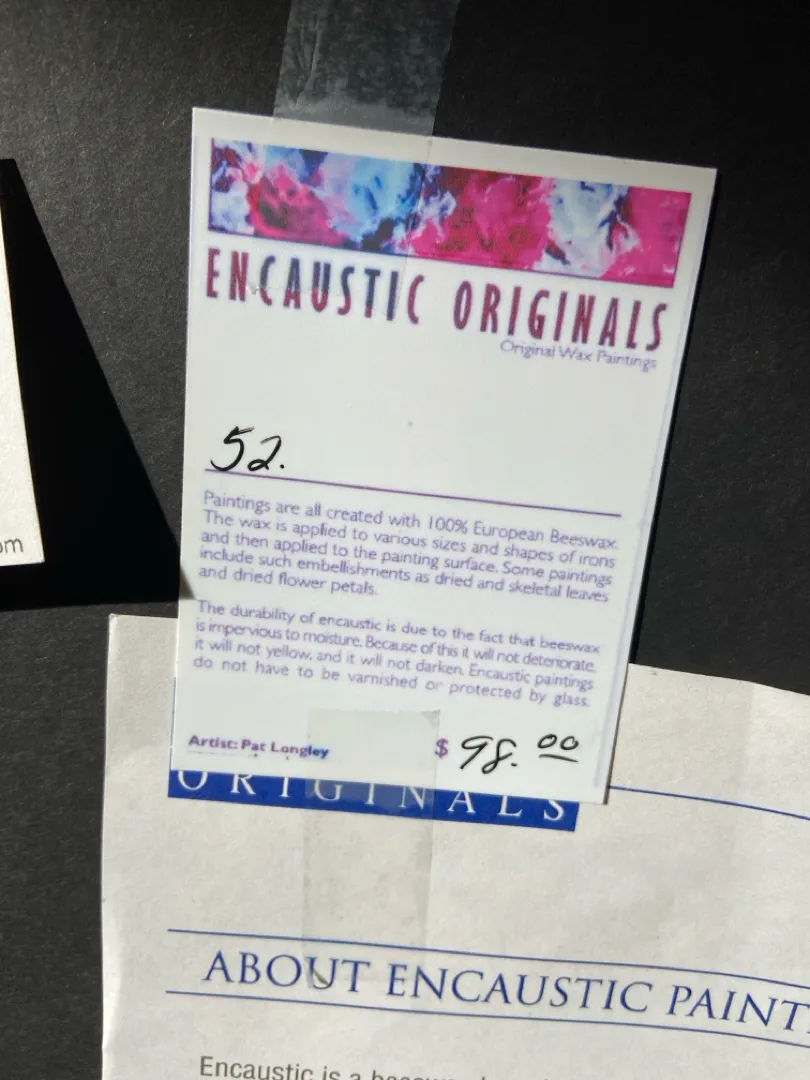 ENCAUSTIC ORIGINALS
Original Wax Paintings
52.
Paintings are all created with 100% European Beeswax.
The wax is applied to various sizes and shapes of irons
and then applied to the painting surface. Some paintings
include such embellishments as dried and skeletal leaves
and dried flower petals.
The durability of encaustic is due to the fact that beeswax
is impervious to moisture. Because of this it will not deteriorate,
it will not yellow, and it will not darken. Encaustic paintings
do not have to be varnished or protected by glass.
Artist: Pat Longley
$ 98.00
om
ORIGINALS
ABOUT ENCAUSTIC PAINT
Encaustic is a